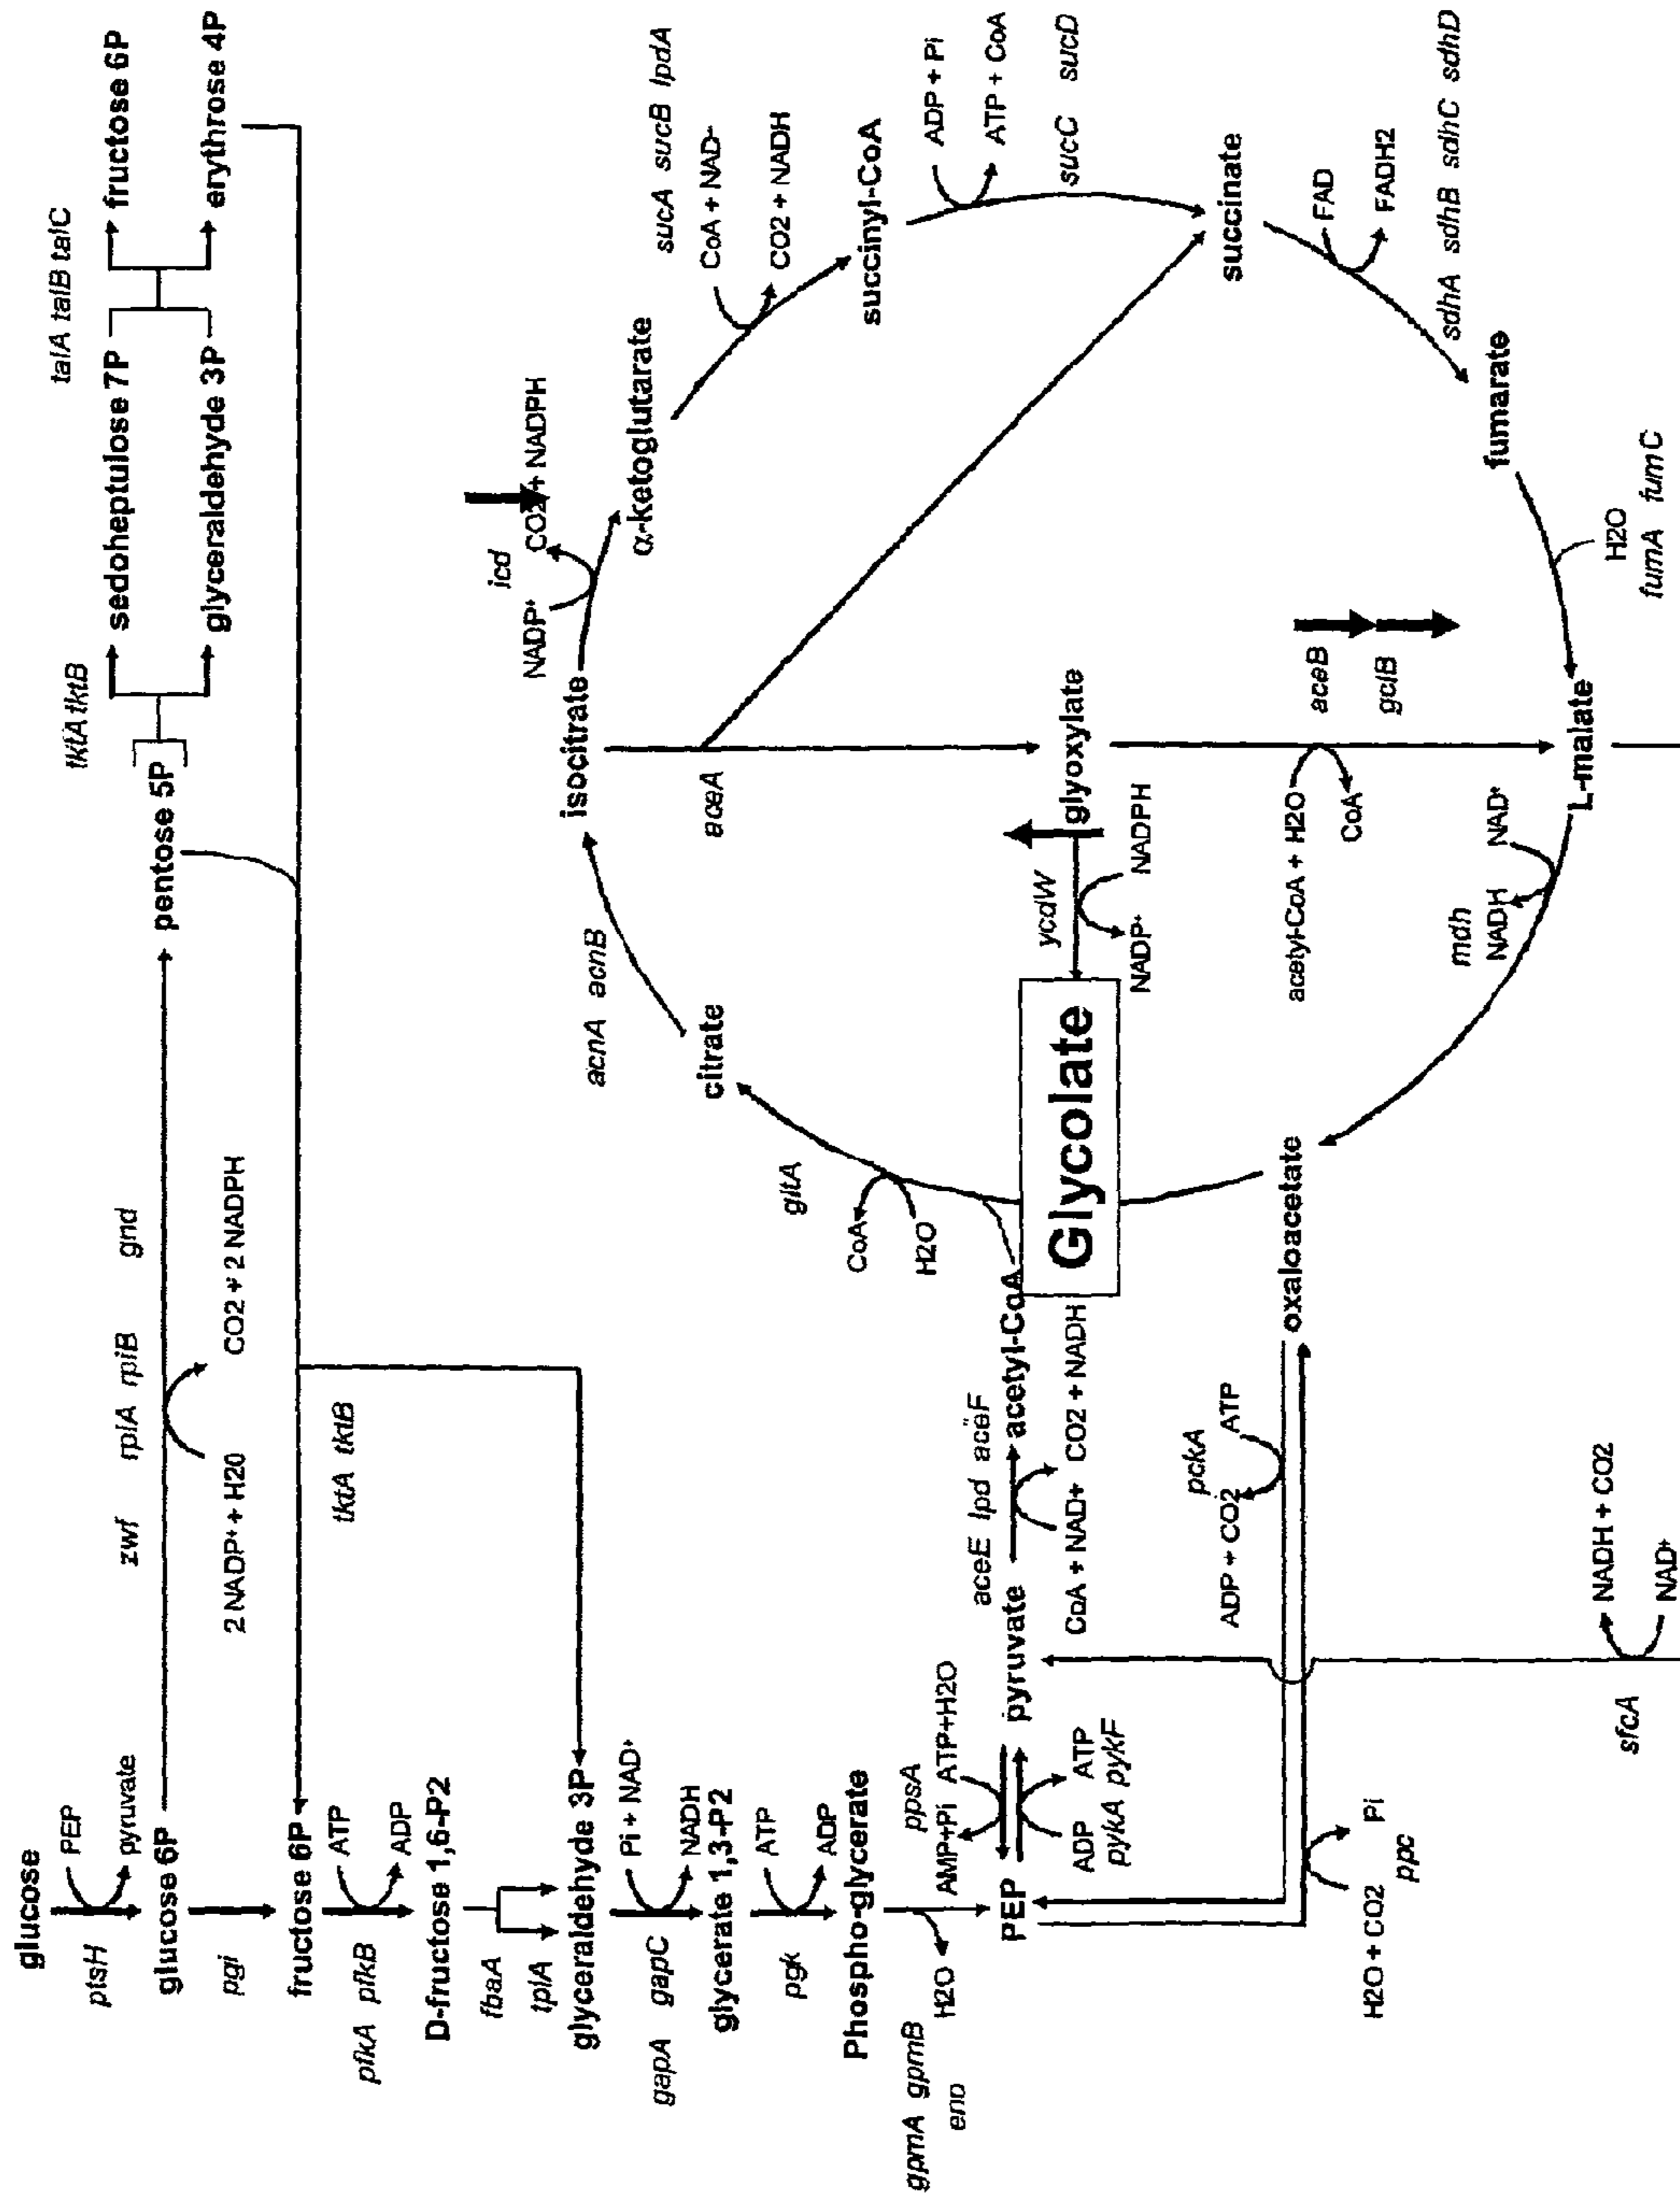 glucose
ptsH
PEP
pyruvate
glucose 6P
zwf
rpiA
rpiB
gnd
2 NADP+ + H20
CO2 + 2 NADPH
pentose 5P
tktA tktB
sedoheptulose 7P
glyceraldehyde 3P
talA talB talC
fructose 6P
erythrose 4P
pgi
fructose 6P
tktA tktB
pfkA pfkB
ATP
ADP
D-fructose 1,6-P2
fbaA
tpiA
glyceraldehyde 3P
gapA gapC
Pi + NAD+
NADH
glycerate 1,3-P2
pgk
ATP
ADP
Phospho-glycerate
gpmA gpmB
eno
H2O
PEP
ppsA
AMP+Pi ATP+H2O
ADP ATP
pykA pykF
pyruvate
aceE lpd aceF
CoA + NAD+ CO2 + NADH
acetyl-CoA
gltA
CoA
H2O
citrate
acnA acnB
isocitrate
icd
NADP+
CO2 + NADPH
α-ketoglutarate
sucA sucB lpdA
CoA + NAD+
CO2 + NADH
succinyl-CoA
ADP + Pi
ATP + CoA
sucC sucD
succinate
FAD
FADH2
sdhA sdhB sdhC sdhD
fumarate
H2O
fumA fumC
aceA
glyoxylate
ycdW
NADPH
NADP+
Glycolate
aceB
gclB
acetyl-CoA + H2O
CoA
L-malate
mdh
NADH
NAD+
oxaloacetate
pckA
ADP + CO2
ATP
H2O + CO2
Pi
ppc
sfcA
NADH + CO2
NAD+